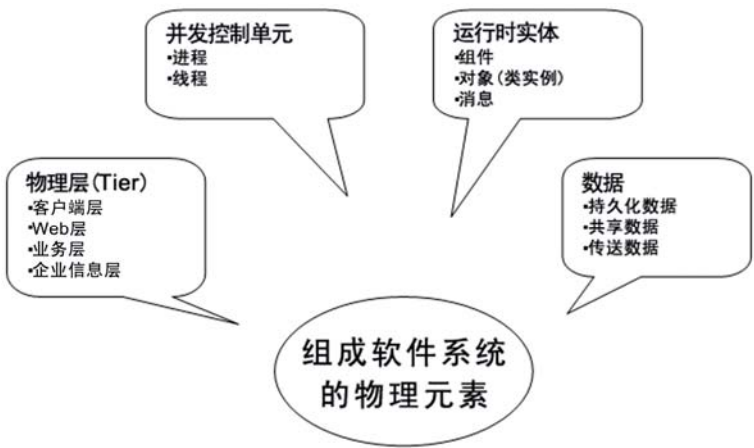 并发控制单元
▪进程
▪线程
运行时实体
▪组件
▪对象(类实例)
▪消息
物理层(Tier)
▪客户端层
▪Web层
▪业务层
▪企业信息层
数据
▪持久化数据
▪共享数据
▪传送数据
组成软件系统
的物理元素